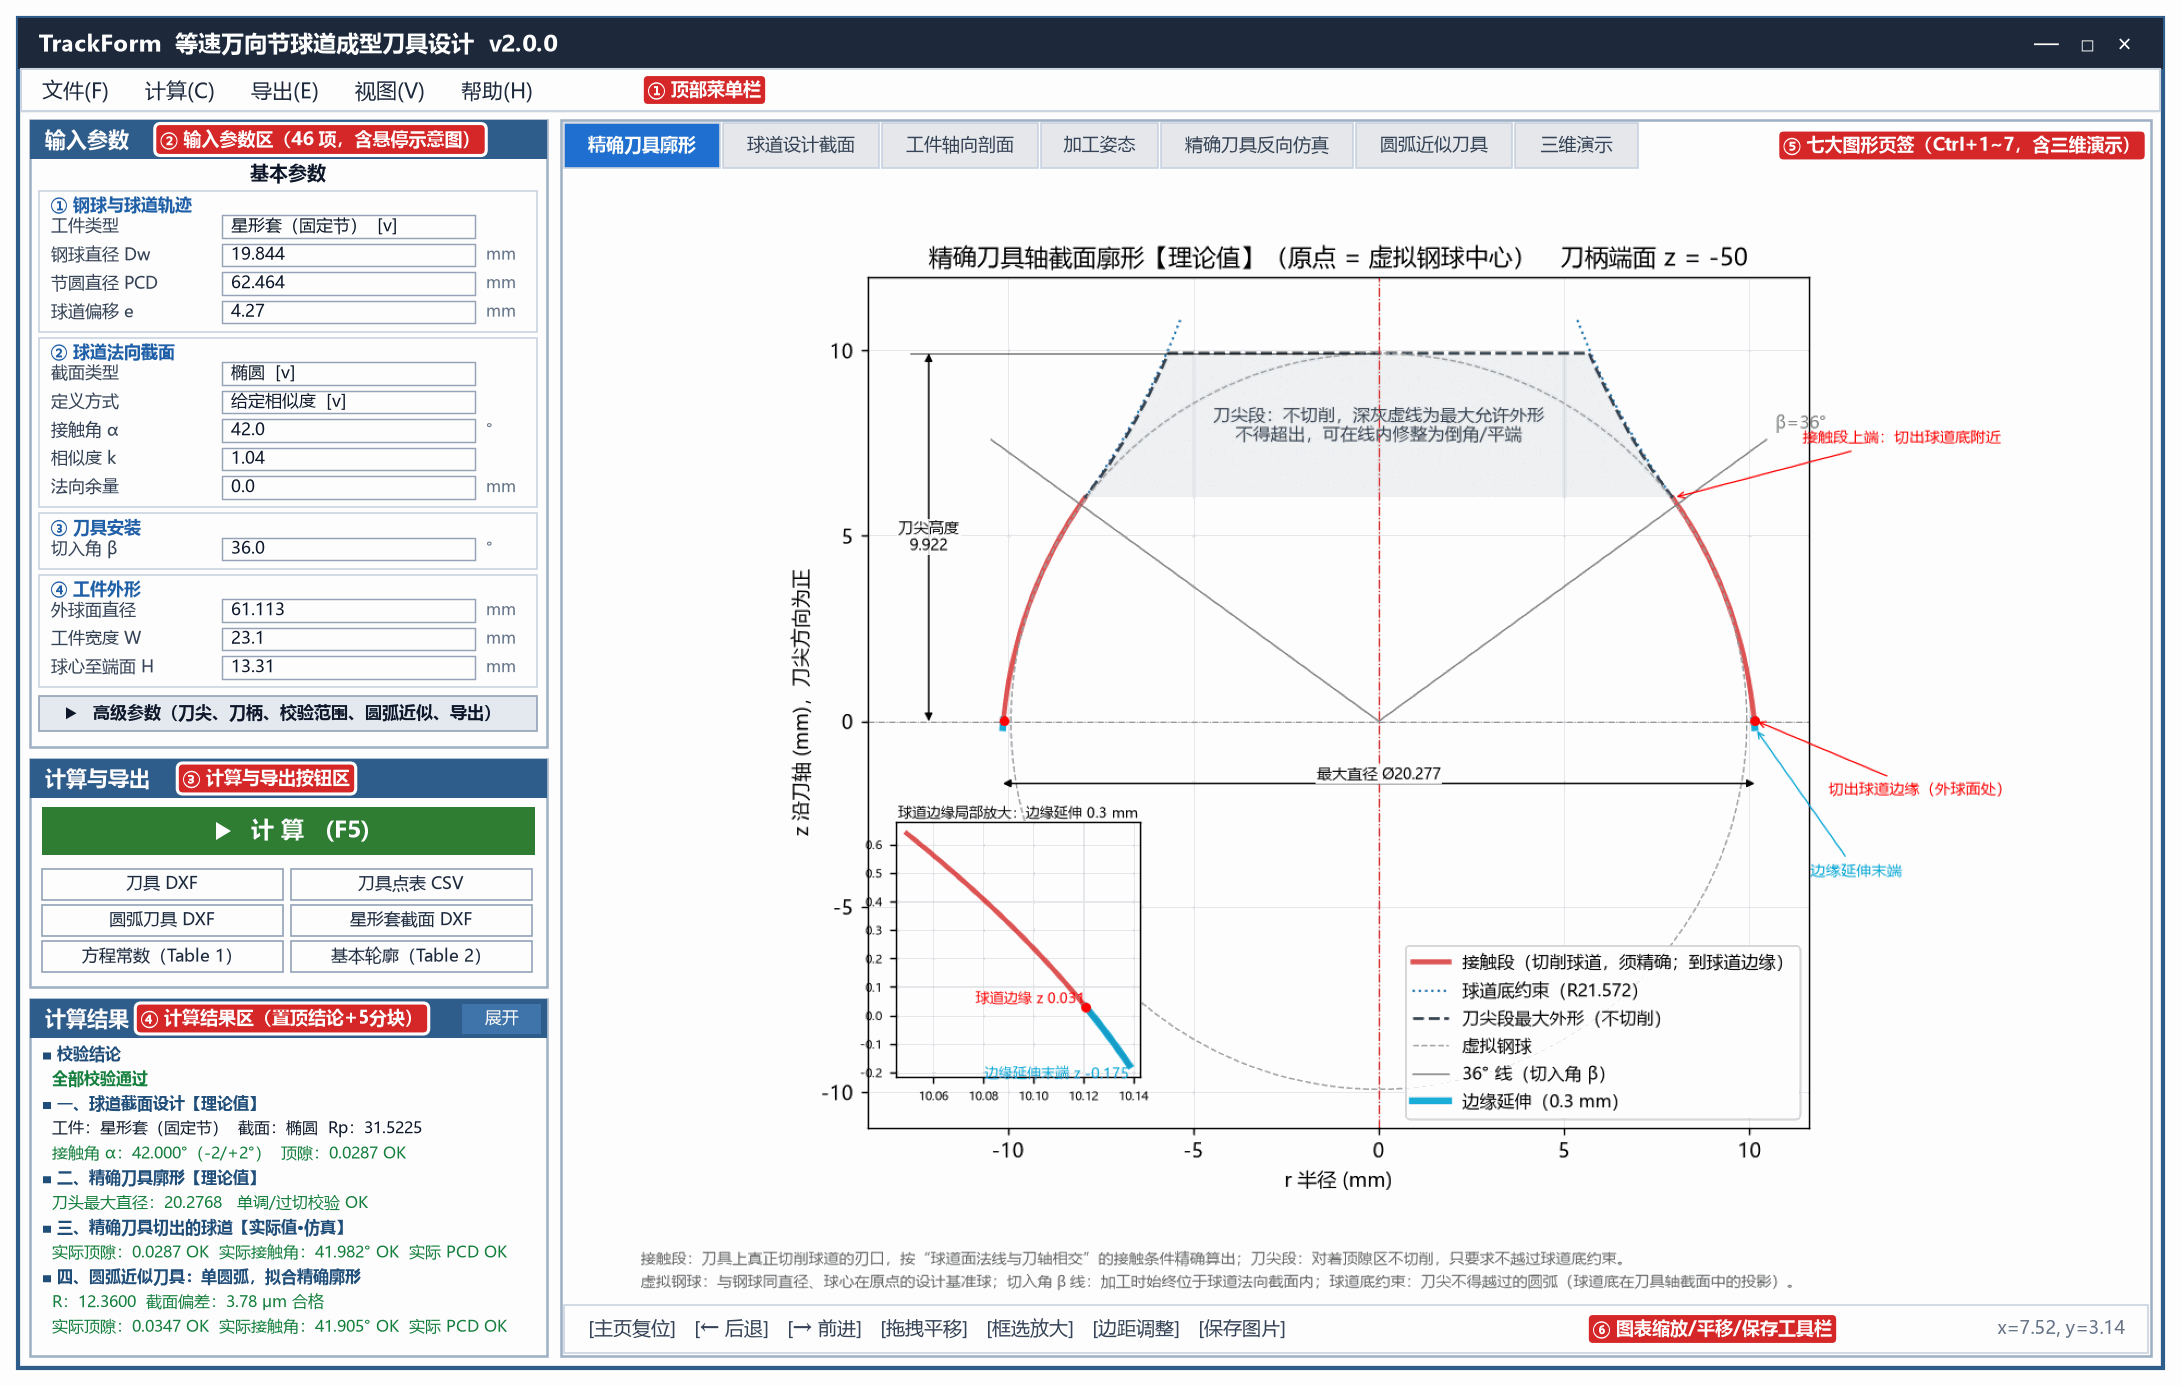 TrackForm 等速万向节球道成型刀具设计 v2.0.0
文件(F) 计算(C) 导出(E) 视图(V) 帮助(H) ① 顶部菜单栏
输入参数 ② 输入参数区（46 项，含悬停示意图）
基本参数
① 钢球与球道轨迹
工件类型 星形套（固定节） [v]
钢球直径 Dw 19.844 mm
节圆直径 PCD 62.464 mm
球道偏移 e 4.27 mm
② 球道法向截面
截面类型 椭圆 [v]
定义方式 给定相似度 [v]
接触角 α 42.0 °
相似度 k 1.04
法向余量 0.0 mm
③ 刀具安装
切入角 β 36.0 °
④ 工件外形
外球面直径 61.113 mm
工件宽度 W 23.1 mm
球心至端面 H 13.31 mm
▶ 高级参数（刀尖、刀柄、校验范围、圆弧近似、导出）
计算与导出 ③ 计算与导出按钮区
▶ 计 算 (F5)
刀具 DXF 刀具点表 CSV
圆弧刀具 DXF 星形套截面 DXF
方程常数（Table 1） 基本轮廓（Table 2）
计算结果 ④ 计算结果区（置顶结论+5分块） 展开
■ 校验结论
全部校验通过
■ 一、球道截面设计【理论值】
工件：星形套（固定节） 截面：椭圆 Rp：31.5225
接触角 α：42.000°（-2/+2°） 顶隙：0.0287 OK
■ 二、精确刀具廓形【理论值】
刀头最大直径：20.2768 单调/过切校验 OK
■ 三、精确刀具切出的球道【实际值·仿真】
实际顶隙：0.0287 OK 实际接触角：41.982° OK 实际 PCD OK
■ 四、圆弧近似刀具：单圆弧，拟合精确廓形
R：12.3600 截面偏差：3.78 μm 合格
实际顶隙：0.0347 OK 实际接触角：41.905° OK 实际 PCD OK
精确刀具廓形 球道设计截面 工件轴向剖面 加工姿态 精确刀具反向仿真 圆弧近似刀具 三维演示 ⑤ 七大图形页签（Ctrl+1~7，含三维演示）
精确刀具轴截面廓形【理论值】（原点 = 虚拟钢球中心） 刀柄端面 z = -50
10
5
0
-5
-10
z 沿刀轴 (mm)，刀尖方向为正
刀尖段：不切削，深灰虚线为最大允许外形
不得超出，可在线内修整为倒角/平端
β=36°
接触段上端：切出球道底附近
刀尖高度
9.922
最大直径 Ø20.277
切出球道边缘（外球面处）
边缘延伸末端
球道边缘局部放大：边缘延伸 0.3 mm
0.6
0.5
0.4
0.3
0.2
0.1
0.0
-0.1
-0.2
球道边缘 z 0.031
边缘延伸末端 z -0.175
10.06 10.08 10.10 10.12 10.14
接触段（切削球道，须精确；到球道边缘）
球道底约束（R21.572）
刀尖段最大外形（不切削）
虚拟钢球
36° 线（切入角 β）
边缘延伸（0.3 mm）
-10 -5 0 5 10
r 半径 (mm)
接触段：刀具上真正切削球道的刃口，按“球道面法线与刀轴相交”的接触条件精确算出；刀尖段：对着顶隙区不切削，只要求不越过球道底约束。
虚拟钢球：与钢球同直径、球心在原点的设计基准球；切入角 β 线：加工时始终位于球道法向截面内；球道底约束：刀尖不得越过的圆弧（球道底在刀具轴截面中的投影）。
[主页复位] [← 后退] [→ 前进] [拖拽平移] [框选放大] [边距调整] [保存图片] ⑥ 图表缩放/平移/保存工具栏 x=7.52, y=3.14